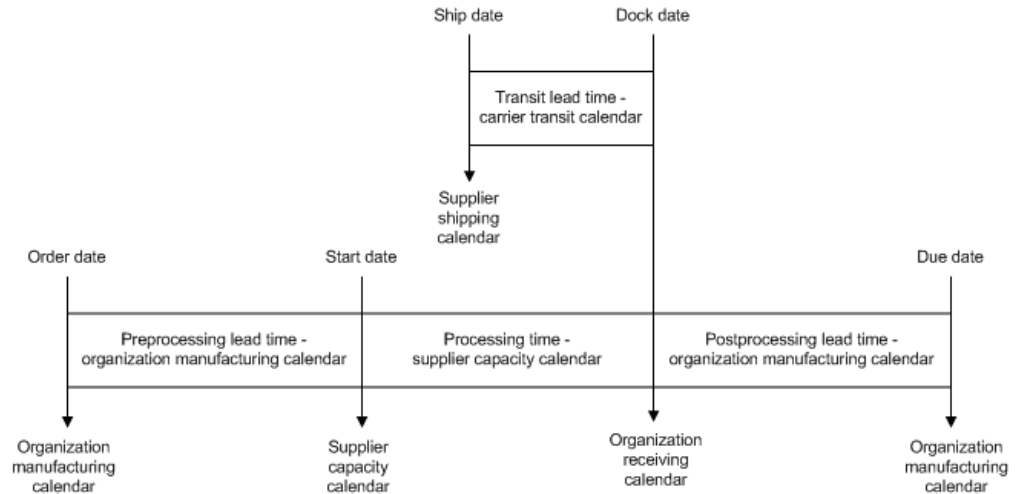 Ship date
Dock date
Transit lead time -
carrier transit calendar
Supplier
shipping
calendar
Order date
Start date
Due date
Preprocessing lead time -
organization manufacturing calendar
Processing time -
supplier capacity calendar
Postprocessing lead time -
organization manufacturing calendar
Organization
manufacturing
calendar
Supplier
capacity
calendar
Organization
receiving
calendar
Organization
manufacturing
calendar